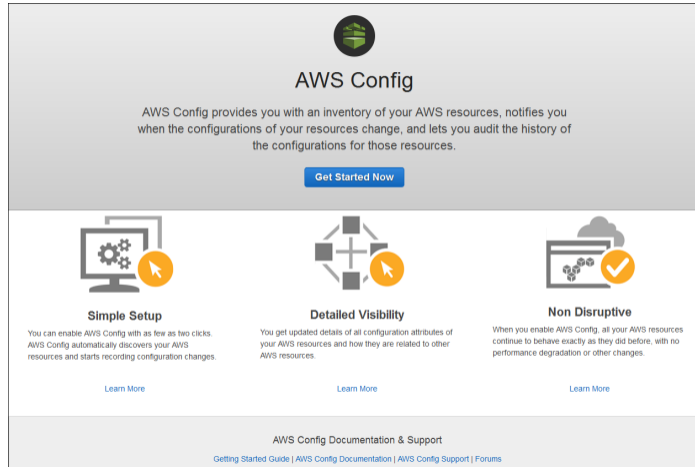 AWS Config
AWS Config provides you with an inventory of your AWS resources, notifies you
when the configurations of your resources change, and lets you audit the history of
the configurations for those resources.
Get Started Now
Simple Setup
You can enable AWS Config with as few as two clicks.
AWS Config automatically discovers your AWS
resources and starts recording configuration changes.
Learn More
Detailed Visibility
You get updated details of all configuration attributes of
your AWS resources and how they are related to other
AWS resources.
Learn More
Non Disruptive
When you enable AWS Config, all your AWS resources
continue to behave exactly as they did before, with no
performance degradation or other changes.
Learn More
AWS Config Documentation & Support
Getting Started Guide | AWS Config Documentation | AWS Config Support | Forums